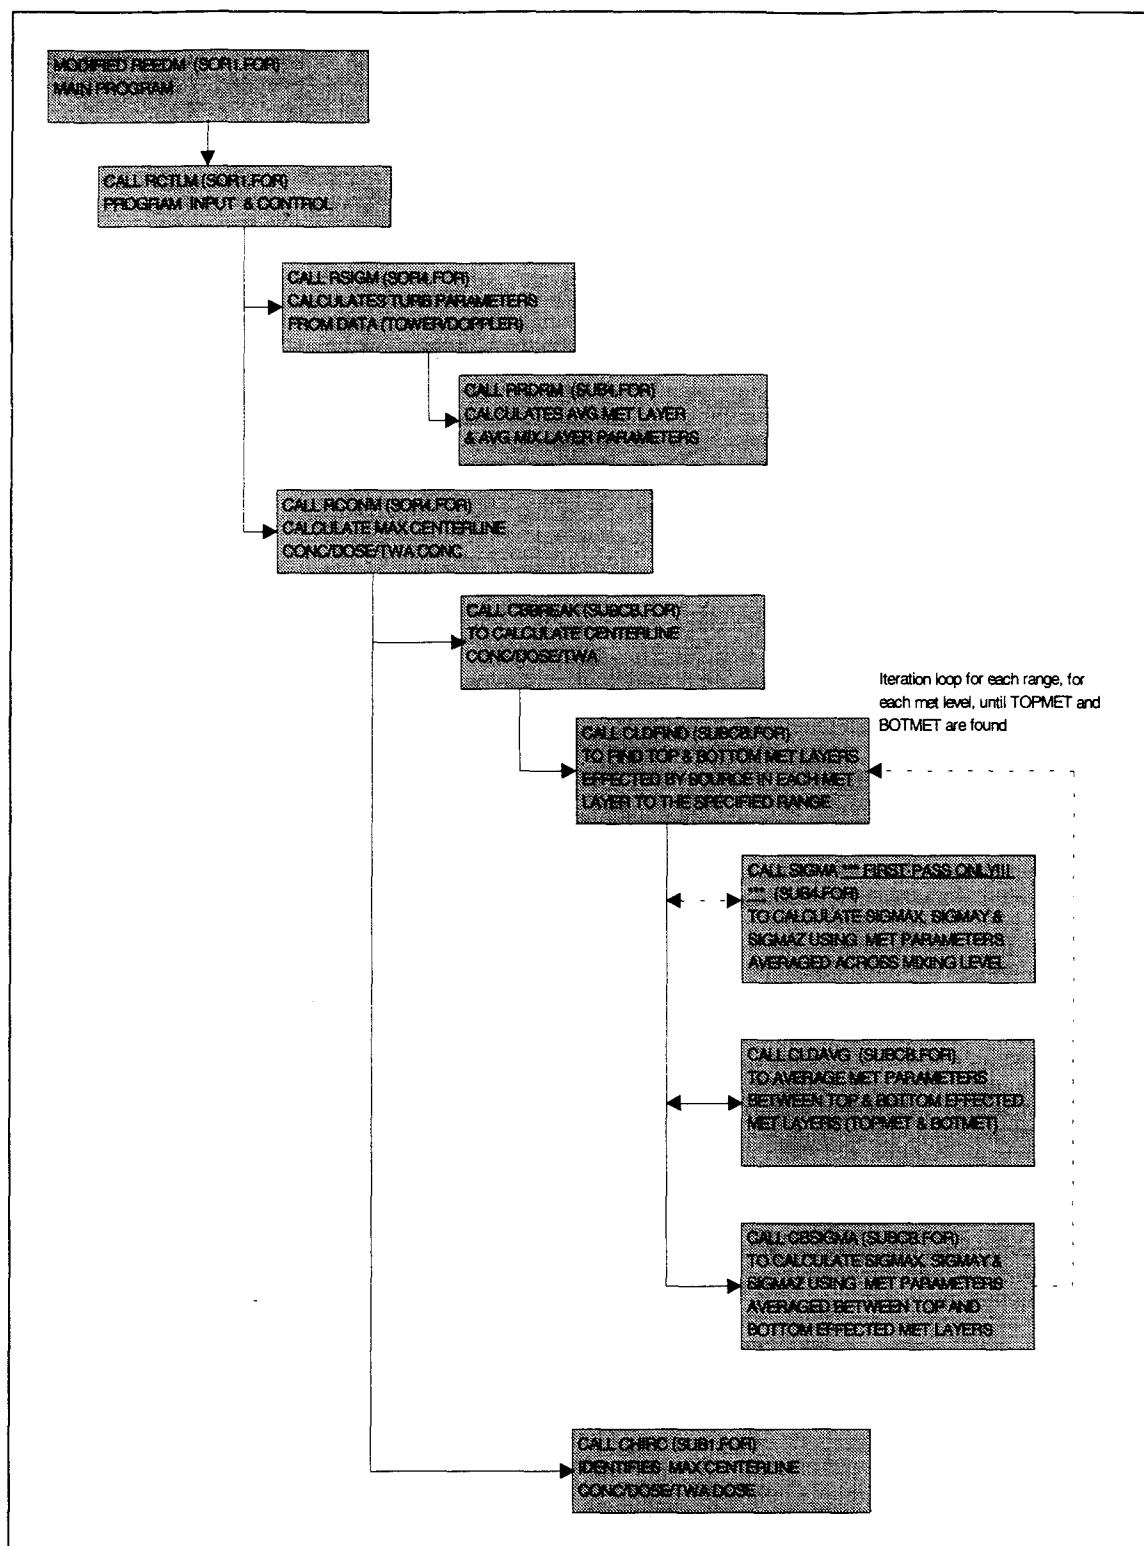 MODIFIED REEDM (SOR1.FOR)
MAIN PROGRAM
CALL RCTLM (SOR1.FOR)
PROGRAM INPUT & CONTROL
CALL RSIGM (SOR4.FOR)
CALCULATES TURB PARAMETERS
FROM DATA (TOWER/DOPPLER)
CALL RRDRM (SUB4.FOR)
CALCULATES AVG MET LAYER
& AVG MIX LAYER PARAMETERS
CALL RCONM (SOR4.FOR)
CALCULATE MAX CENTERLINE
CONC/DOSE/TWA CONC
CALL CBBREAK (SUBCB.FOR)
TO CALCULATE CENTERLINE
CONC/DOSE/TWA
Iteration loop for each range, for
each met level, until TOPMET and
BOTMET are found
CALL CLDFIND (SUBCB.FOR)
TO FIND TOP & BOTTOM MET LAYERS
EFFECTED BY SOURCE IN EACH MET
LAYER TO THE SPECIFIED RANGE
CALL SIGMA *** FIRST PASS ONLY!!!
*** (SUB4.FOR)
TO CALCULATE SIGMAX, SIGMAY &
SIGMAZ USING MET PARAMETERS
AVERAGED ACROSS MIXING LEVEL
CALL CLDAVG (SUBCB.FOR)
TO AVERAGE MET PARAMETERS
BETWEEN TOP & BOTTOM EFFECTED
MET LAYERS (TOPMET & BOTMET)
CALL CBSIGMA (SUBCB.FOR)
TO CALCULATE SIGMAX, SIGMAY &
SIGMAZ USING MET PARAMETERS
AVERAGED BETWEEN TOP AND
BOTTOM EFFECTED MET LAYERS
CALL CHIRC (SUB1.FOR)
IDENTIFIES MAX CENTERLINE
CONC/DOSE/TWA DOSE